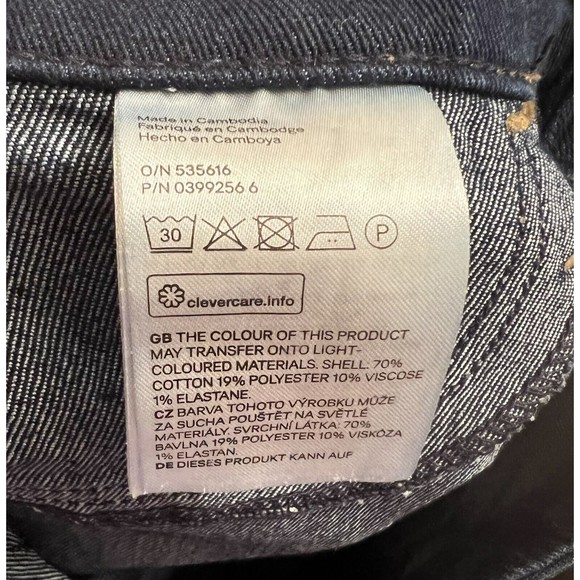 Made in Cambodia
Fabriqué en Cambodge
Hecho en Camboya
O/N 535616
P/N 0399256 6
30
P
clevercare.info
GB THE COLOUR OF THIS PRODUCT
MAY TRANSFER ONTO LIGHT-
COLOURED MATERIALS. SHELL: 70%
COTTON 19% POLYESTER 10% VISCOSE
1% ELASTANE.
CZ BARVA TOHOTO VÝROBKU MŮŽE
ZA SUCHA POUŠTĚT NA SVĚTLÉ
MATERIÁLY. SVRCHNÍ LÁTKA: 70%
BAVLNA 19% POLYESTER 10% VISKÓZA
1% ELASTAN.
DE DIESES PRODUKT KANN AUF